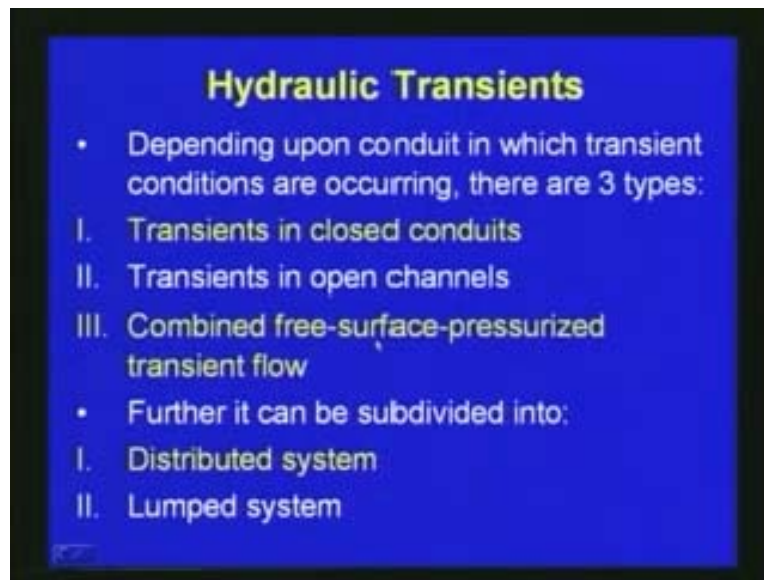 Hydraulic Transients
• Depending upon conduit in which transient
conditions are occurring, there are 3 types:
I. Transients in closed conduits
II. Transients in open channels
III. Combined free-surface-pressurized
transient flow
• Further it can be subdivided into:
I. Distributed system
II. Lumped system